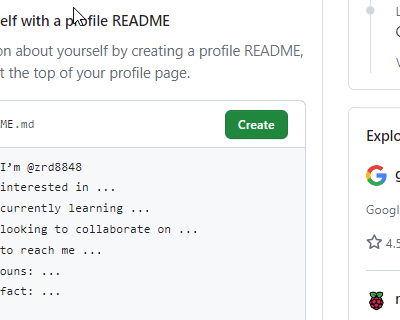 elf with a profile README
on about yourself by creating a profile README,
t the top of your profile page.
ME.md
Create
I'm @zrd8848
interested in ...
currently learning ...
looking to collaborate on ...
to reach me ...
ouns: ...
fact: ...
Explo
Googl
4.5